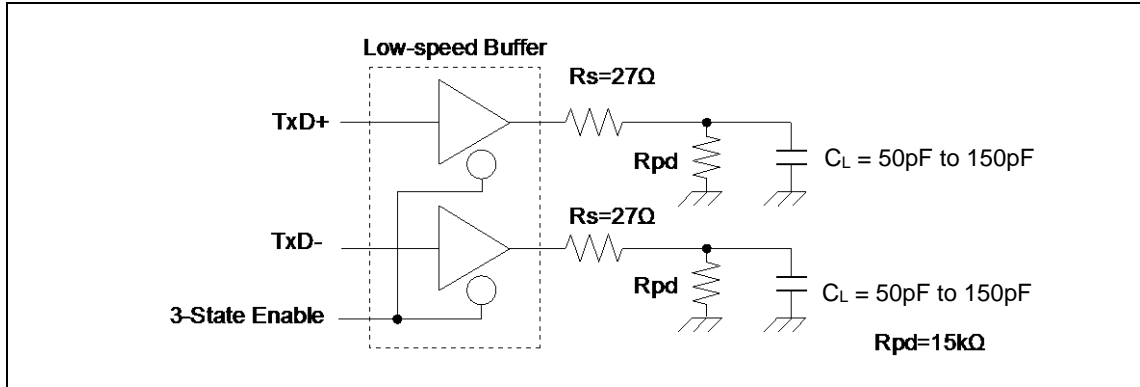 Low-speed Buffer
Rs=27Ω
TxD+
Rpd
CL = 50pF to 150pF
Rs=27Ω
TxD-
Rpd
CL = 50pF to 150pF
3-State Enable
Rpd=15kΩ